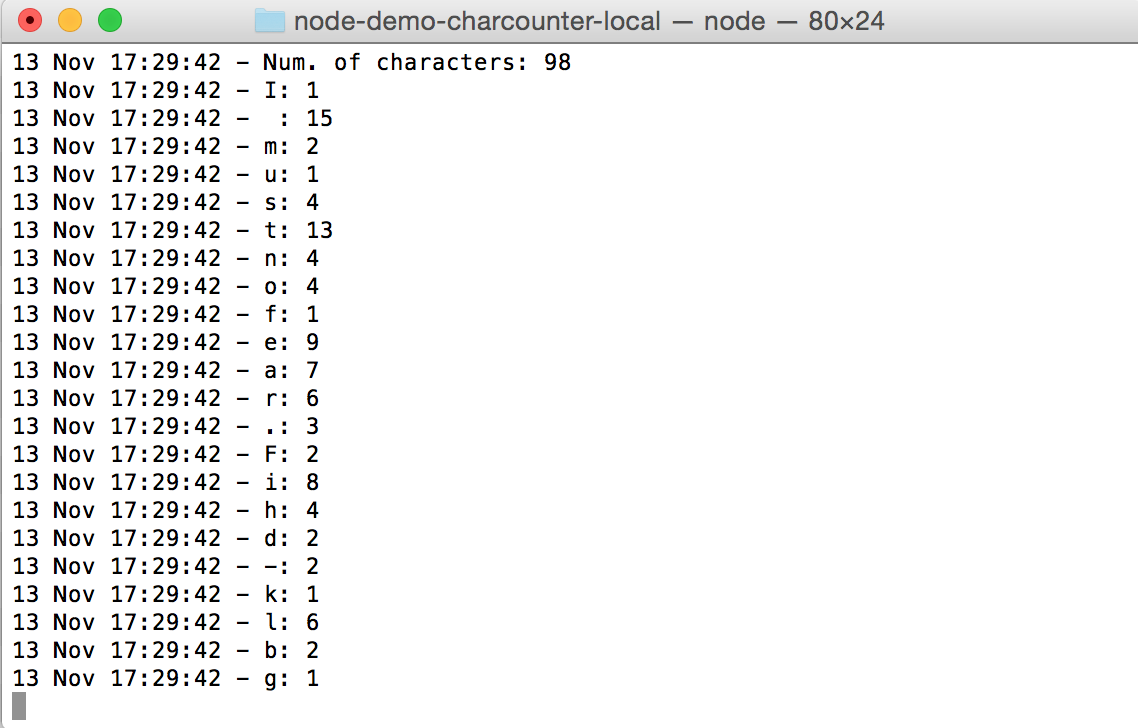 node-demo-charcounter-local — node — 80×24
13 Nov 17:29:42 - Num. of characters: 98
13 Nov 17:29:42 - I: 1
13 Nov 17:29:42 -  : 15
13 Nov 17:29:42 - m: 2
13 Nov 17:29:42 - u: 1
13 Nov 17:29:42 - s: 4
13 Nov 17:29:42 - t: 13
13 Nov 17:29:42 - n: 4
13 Nov 17:29:42 - o: 4
13 Nov 17:29:42 - f: 1
13 Nov 17:29:42 - e: 9
13 Nov 17:29:42 - a: 7
13 Nov 17:29:42 - r: 6
13 Nov 17:29:42 - .: 3
13 Nov 17:29:42 - F: 2
13 Nov 17:29:42 - i: 8
13 Nov 17:29:42 - h: 4
13 Nov 17:29:42 - d: 2
13 Nov 17:29:42 - -: 2
13 Nov 17:29:42 - k: 1
13 Nov 17:29:42 - l: 6
13 Nov 17:29:42 - b: 2
13 Nov 17:29:42 - g: 1